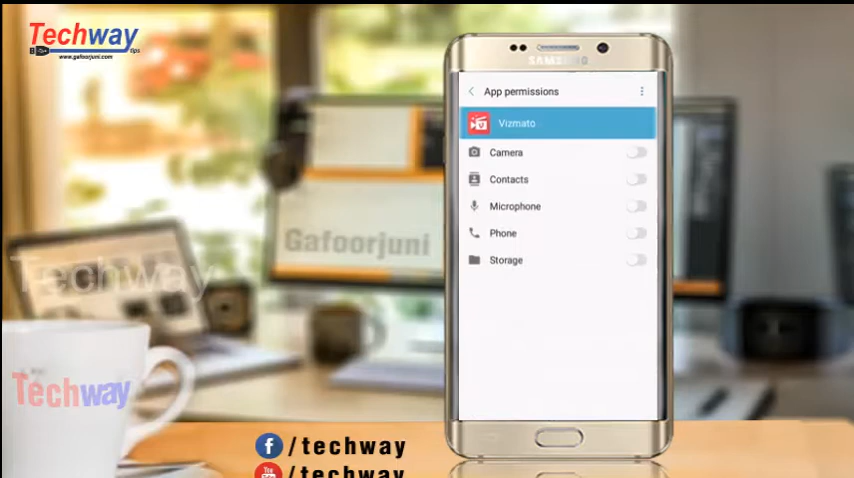 Techway
tips
www.gafoorjuni.com
SAMSUNG
App permissions
Vizmato
Camera
Contacts
Gafoorjuni
Microphone
Phone
Storage
Techway
Techway
/techway
You
/techway